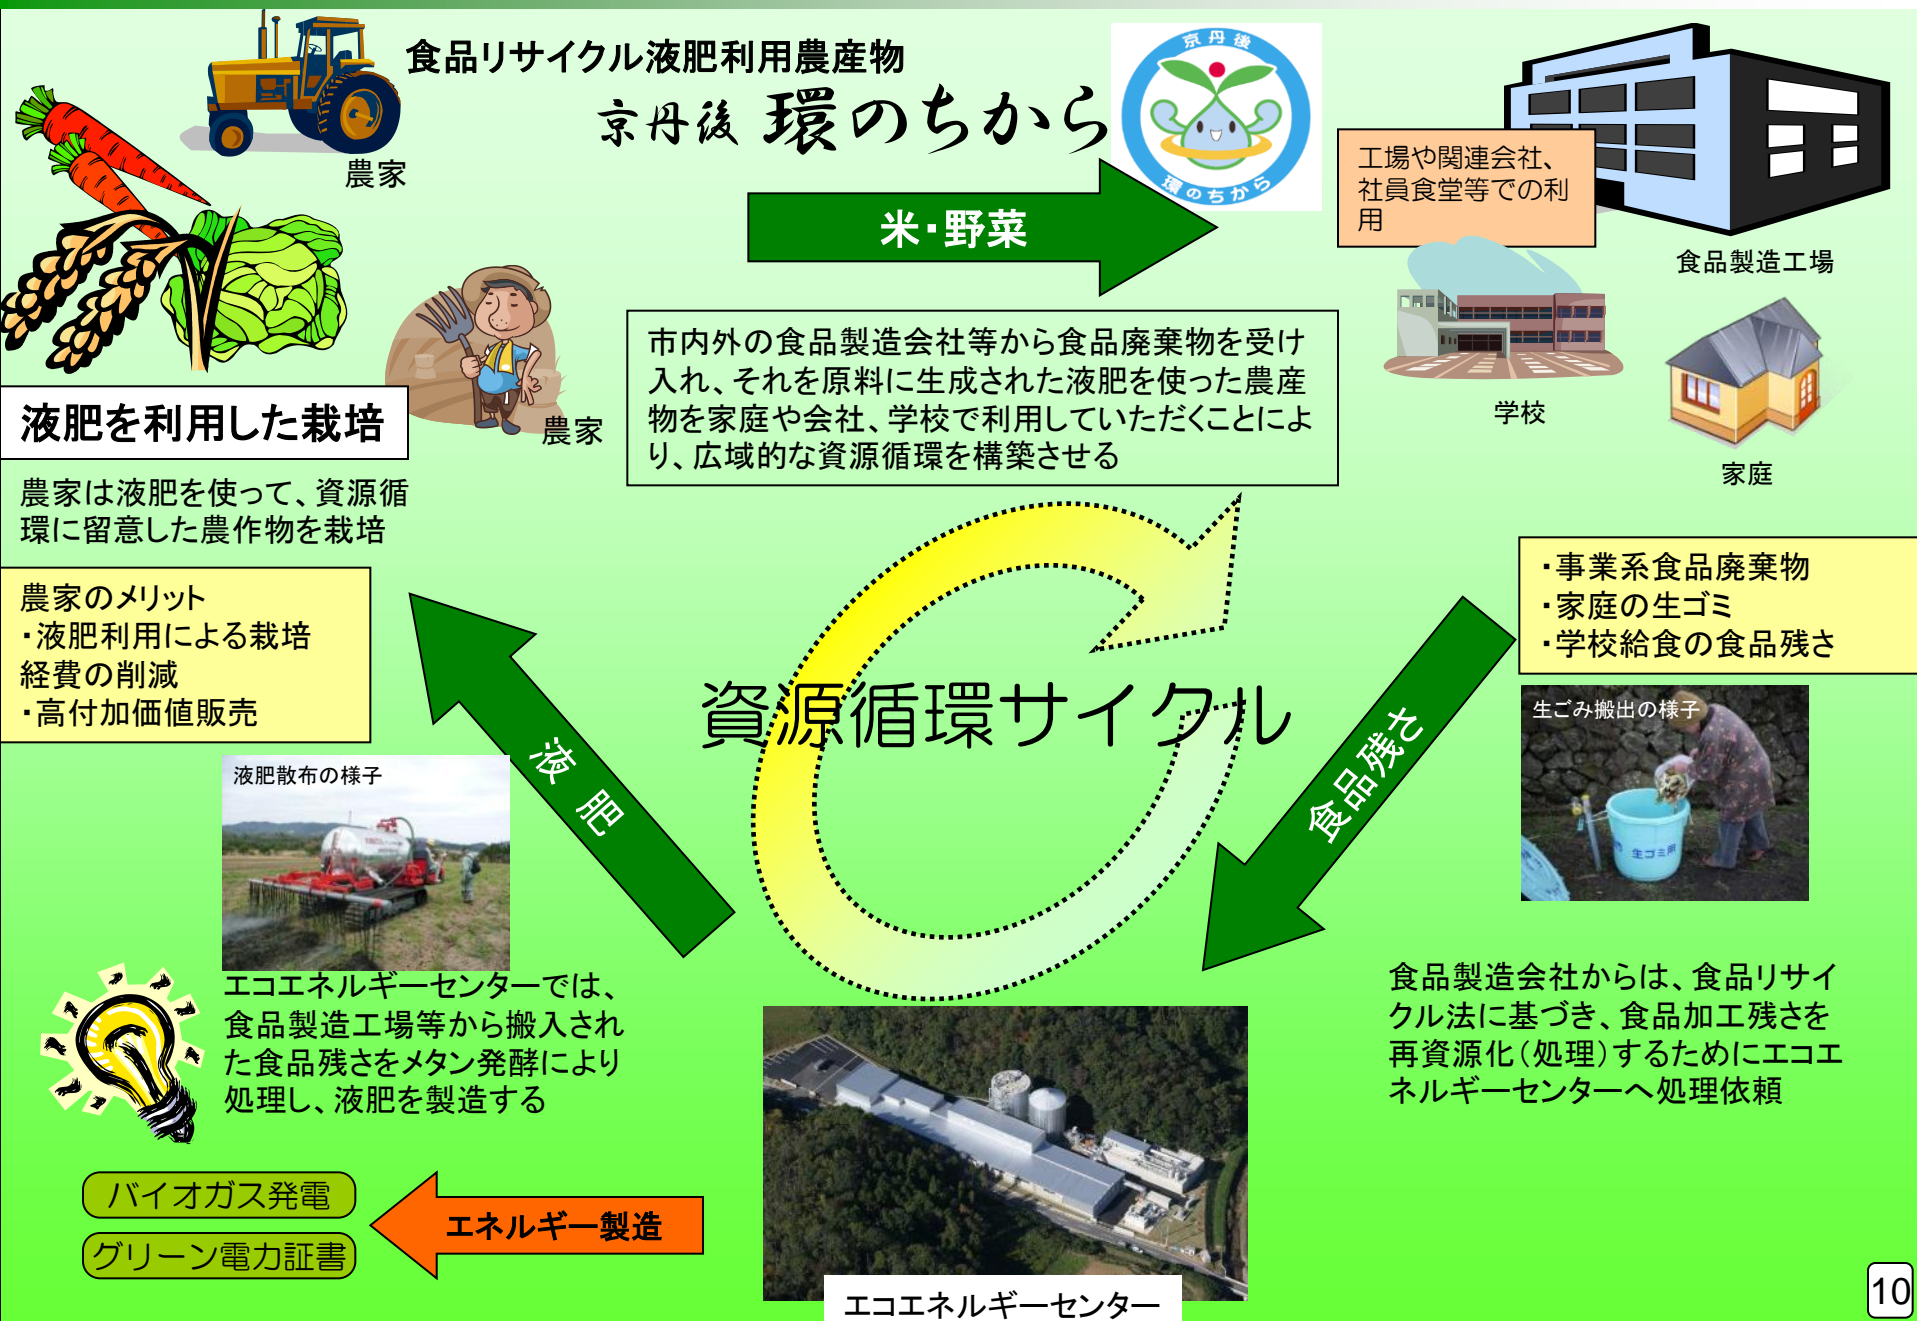 食品リサイクル液肥利用農産物
京丹後 環のちから
京丹後
環のちから
農家
米・野菜
工場や関連会社、
社員食堂等での利
用
食品製造工場
学校
家庭
農家
市内外の食品製造会社等から食品廃棄物を受け
入れ、それを原料に生成された液肥を使った農産
物を家庭や会社、学校で利用していただくことによ
り、広域的な資源循環を構築させる
液肥を利用した栽培
農家は液肥を使って、資源循
環に留意した農作物を栽培
農家のメリット
・液肥利用による栽培
経費の削減
・高付加価値販売
・事業系食品廃棄物
・家庭の生ゴミ
・学校給食の食品残さ
資源循環サイクル
液 肥
食品残さ
生ごみ搬出の様子
生ゴミ用
液肥散布の様子
エコエネルギーセンターでは、
食品製造工場等から搬入され
た食品残さをメタン発酵により
処理し、液肥を製造する
食品製造会社からは、食品リサイ
クル法に基づき、食品加工残さを
再資源化（処理）するためにエコエ
ネルギーセンターへ処理依頼
バイオガス発電
グリーン電力証書
エネルギー製造
エコエネルギーセンター
10